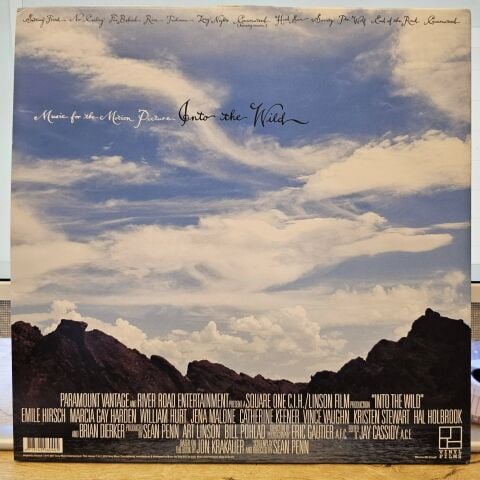 Setting Forth No Ceiling Far Behind Rise Tuolumne Long Nights Guaranteed Hard Sun Society The Wolf End of the Road Guaranteed
Music for the Motion Picture Into the Wild
PARAMOUNT VANTAGE AND RIVER ROAD ENTERTAINMENT PRESENT A SQUARE ONE C.I.H./LINSON FILM PRODUCTION "INTO THE WILD"
EMILE HIRSCH MARCIA GAY HARDEN WILLIAM HURT JENA MALONE CATHERINE KEENER VINCE VAUGHN KRISTEN STEWART HAL HOLBROOK
AND BRIAN DIERKER PRODUCED BY SEAN PENN ART LINSON BILL POHLAD ERIC GAUTIER A.F.C. JAY CASSIDY A.C.E.
JON KRAKAUER SEAN PENN
VINYL
FILMS